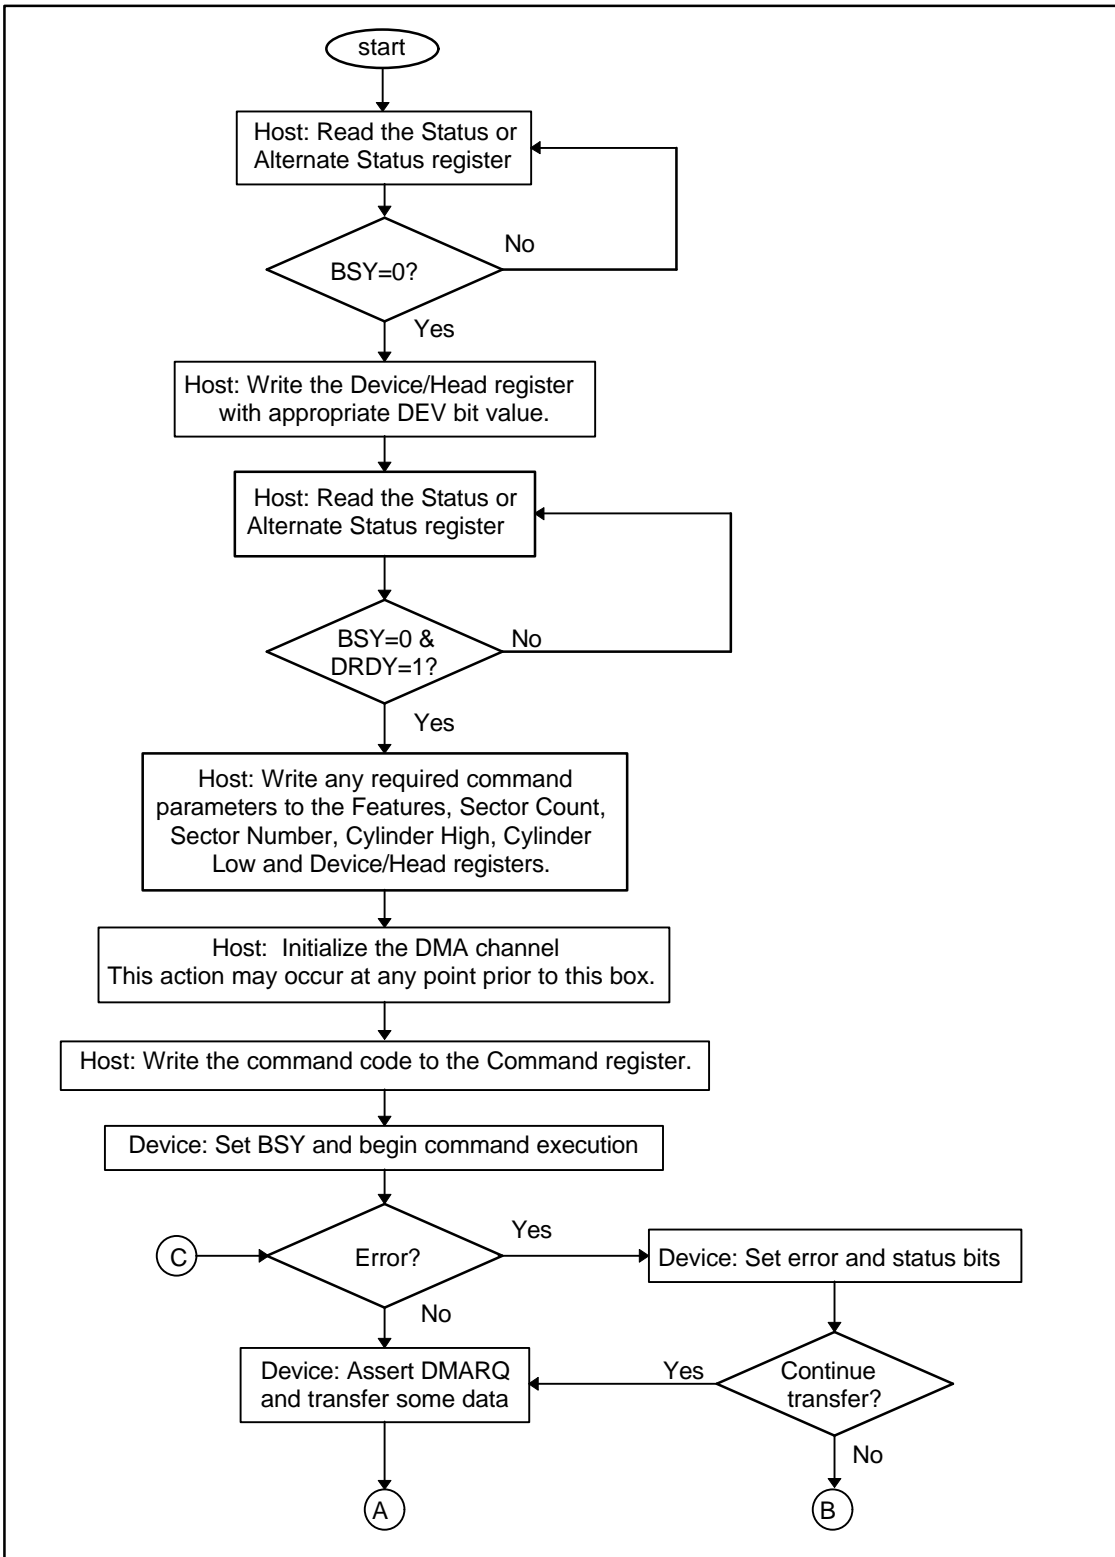 start
Host: Read the Status or
Alternate Status register
No
BSY=0?
Yes
Host: Write the Device/Head register
with appropriate DEV bit value.
Host: Read the Status or
Alternate Status register
BSY=0 &
No
DRDY=1?
Yes
Host: Write any required command
parameters to the Features, Sector Count,
Sector Number, Cylinder High, Cylinder
Low and Device/Head registers.
Host: Initialize the DMA channel
This action may occur at any point prior to this box.
Host: Write the command code to the Command register.
Device: Set BSY and begin command execution
Yes
C
Error?
Device: Set error and status bits
No
Device: Assert DMARQ
and transfer some data
Yes
Continue
transfer?
No
A
B